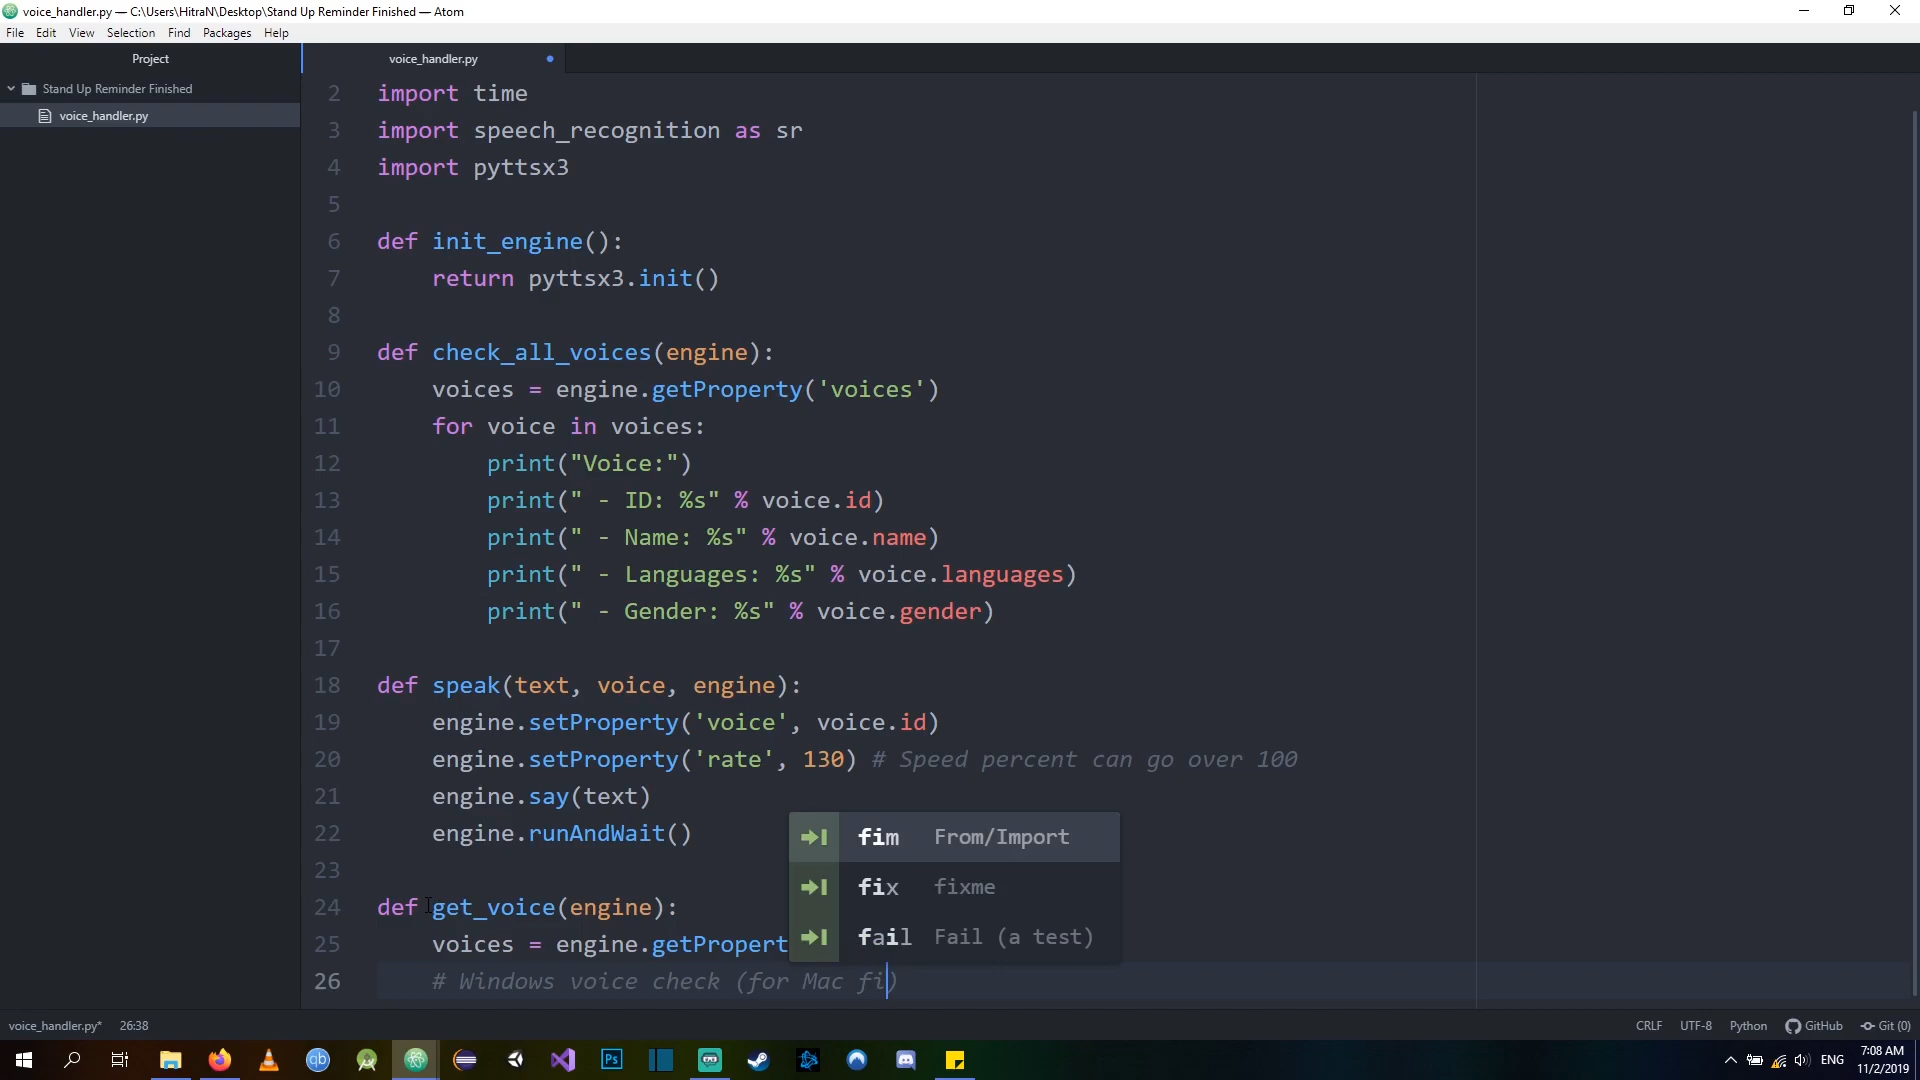 voice_handler.py — C:\Users\HitraN\Desktop\Stand Up Reminder Finished — Atom
File Edit View Selection Find Packages Help
Project
voice_handler.py
Stand Up Reminder Finished
voice_handler.py
2 import time
3 import speech_recognition as sr
4 import pyttsx3
5
6 def init_engine():
7 return pyttsx3.init()
8
9 def check_all_voices(engine):
10 voices = engine.getProperty('voices')
11 for voice in voices:
12 print("Voice:")
13 print(" - ID: %s" % voice.id)
14 print(" - Name: %s" % voice.name)
15 print(" - Languages: %s" % voice.languages)
16 print(" - Gender: %s" % voice.gender)
17
18 def speak(text, voice, engine):
19 engine.setProperty('voice', voice.id)
20 engine.setProperty('rate', 130) # Speed percent can go over 100
21 engine.say(text)
22 engine.runAndWait()
23
24 def get_voice(engine):
25 voices = engine.getPropert
26 # Windows voice check (for Mac fi)
fim From/Import
fix fixme
fail Fail (a test)
voice_handler.py* 26:38
CRLF UTF-8 Python GitHub Git (0)
qb Ps ENG
7:08 AM
11/2/2019